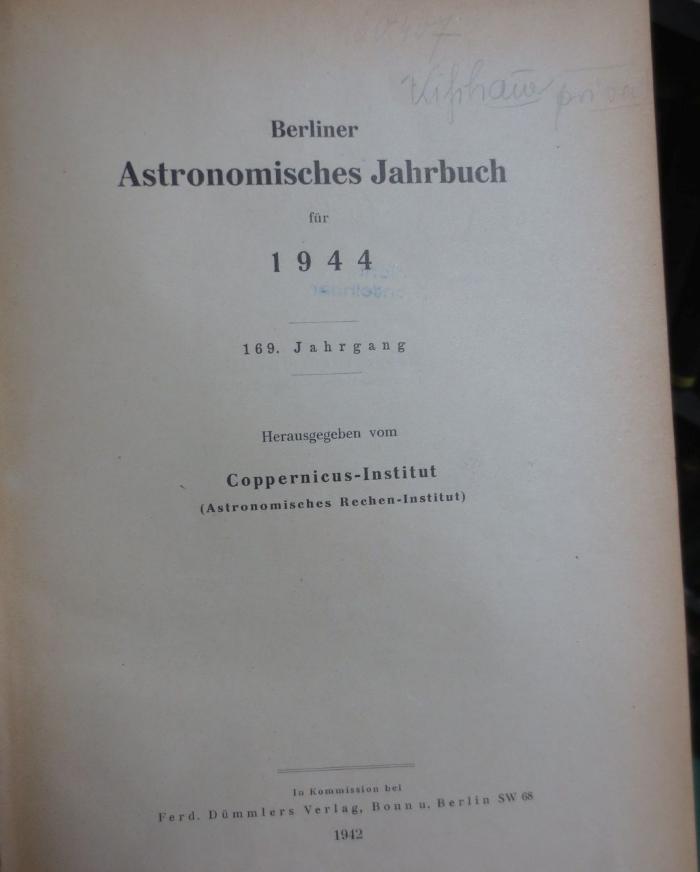 Berliner
Astronomisches Jahrbuch
für
1944
169. Jahrgang
Herausgegeben vom
Coppernicus-Institut
(Astronomisches Rechen-Institut)
In Kommission bei
Ferd. Dümmlers Verlag, Bonn u. Berlin SW 68
1942